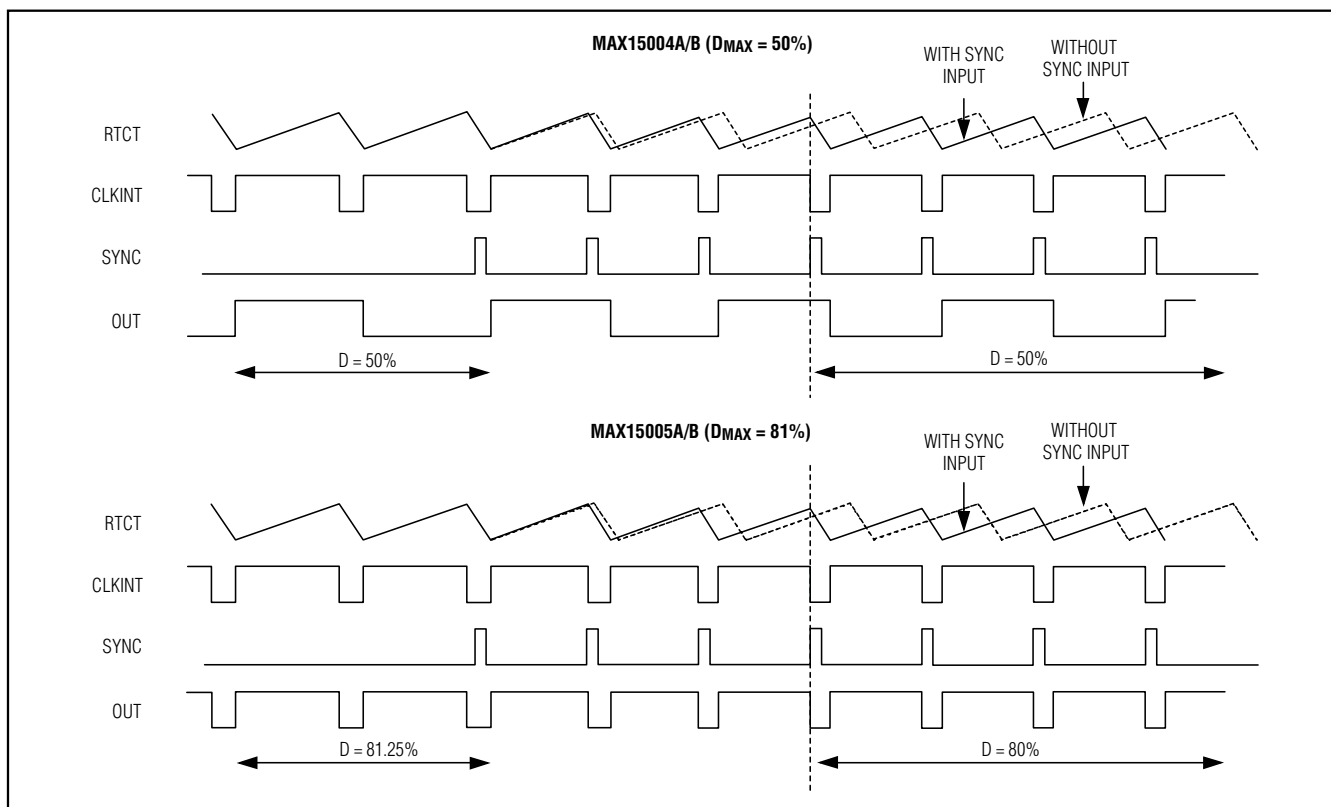 MAX15004A/B (DMAX = 50%)
WITH SYNC
INPUT
WITHOUT
SYNC INPUT
RTCT
CLKINT
SYNC
OUT
D = 50%
D = 50%
MAX15005A/B (DMAX = 81%)
WITH SYNC
INPUT
WITHOUT
SYNC INPUT
RTCT
CLKINT
SYNC
OUT
D = 81.25%
D = 80%